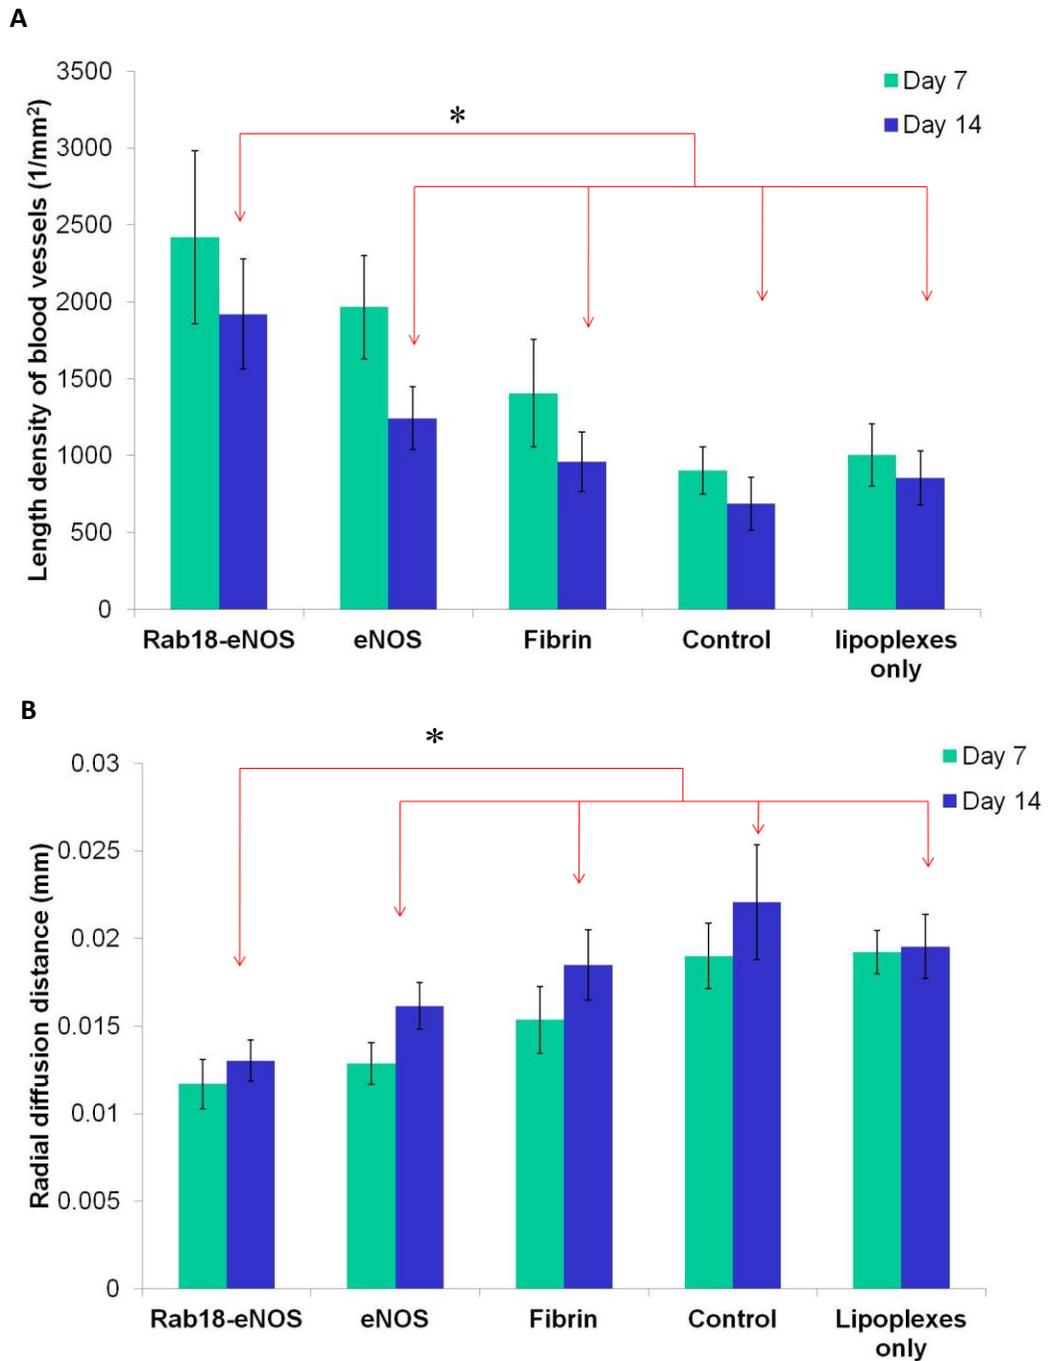 A
Length density of blood vessels (1/mm²)
3500
3000
2500
2000
1500
1000
500
0
*
Day 7
Day 14
Rab18-eNOS
eNOS
Fibrin
Control
lipoplexes
only
B
Radial diffusion distance (mm)
0.03
0.025
0.02
0.015
0.01
0.005
0
*
Day 7
Day 14
Rab18-eNOS
eNOS
Fibrin
Control
Lipoplexes
only